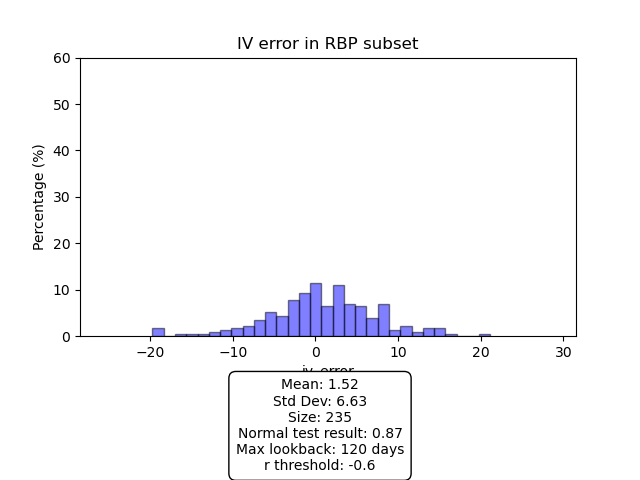 IV error in RBP subset
60
50
40
30
20
10
0
Percentage (%)
−20
−10
0
10
20
30
iv_error
Mean: 1.52
Std Dev: 6.63
Size: 235
Normal test result: 0.87
Max lookback: 120 days
r threshold: -0.6